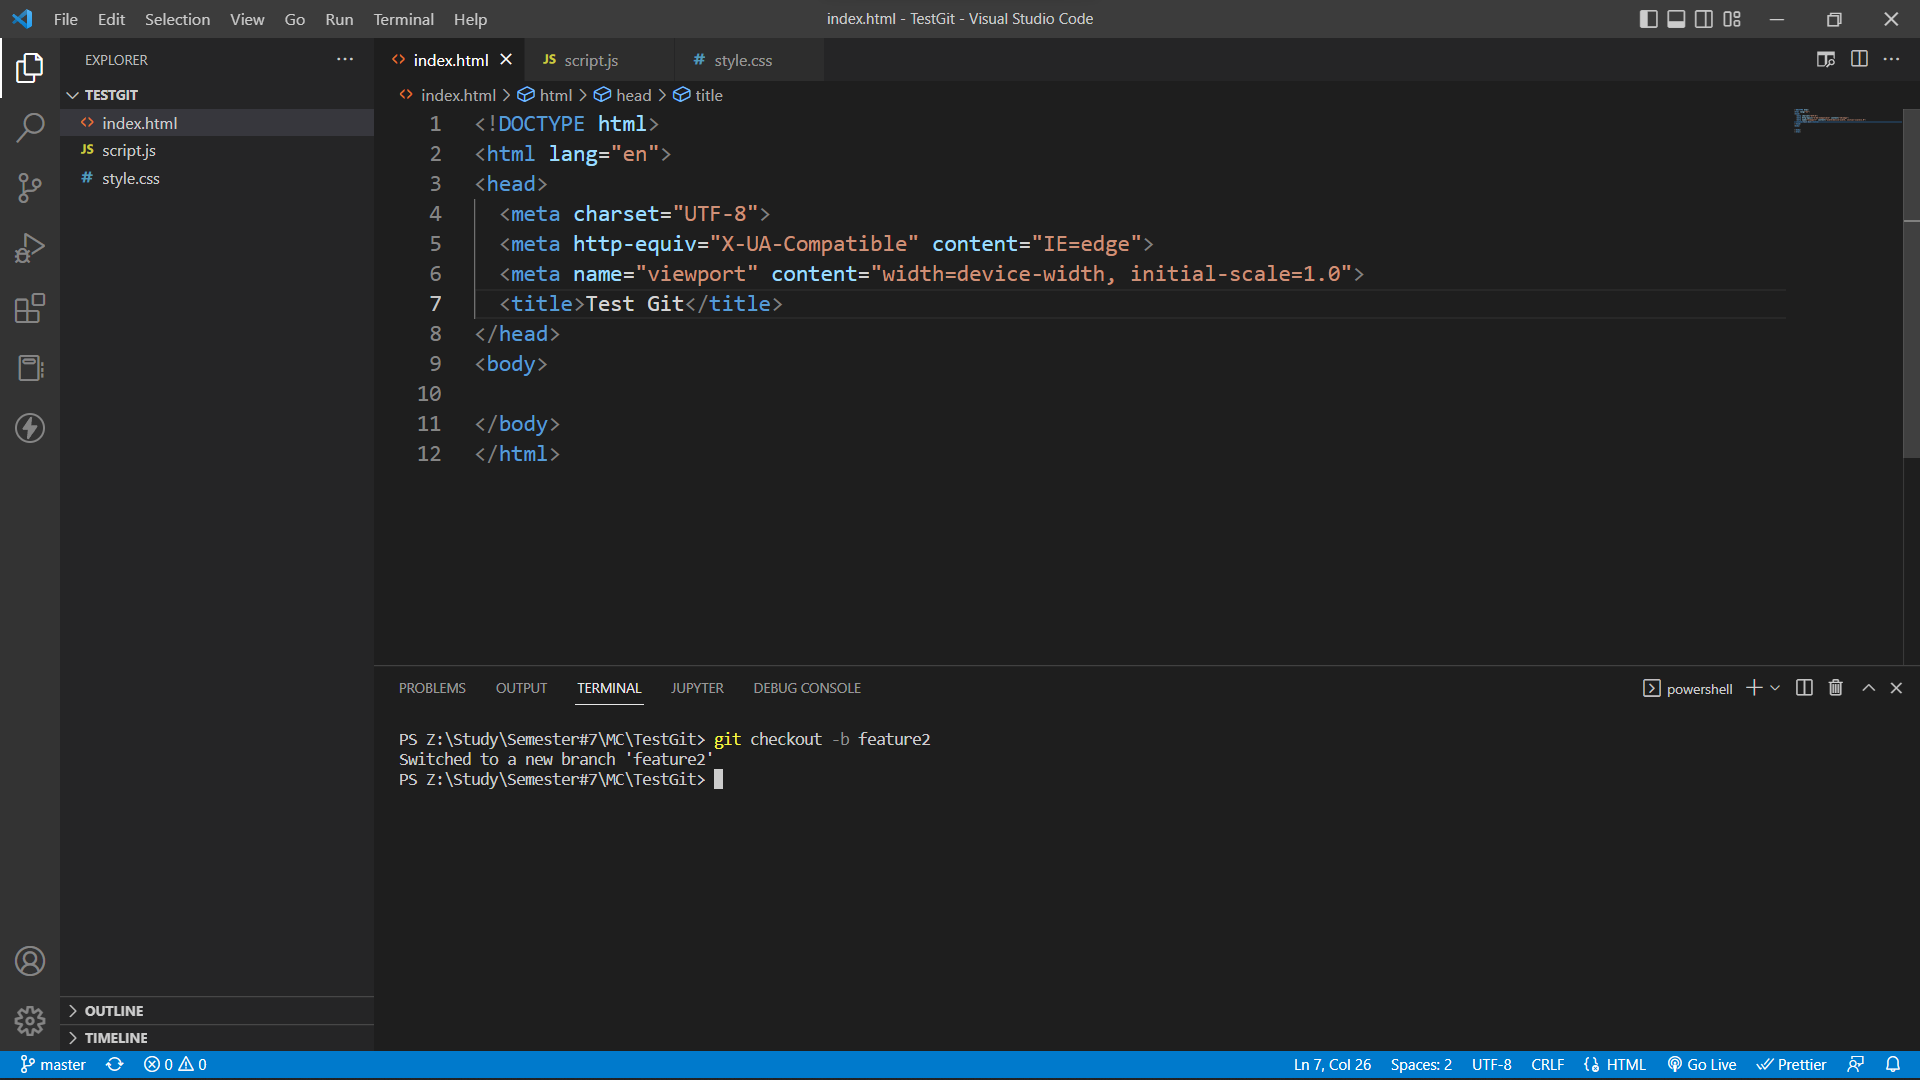 File Edit Selection View Go Run Terminal Help
index.html - TestGit - Visual Studio Code
EXPLORER
TESTGIT
index.html
JS script.js
# style.css
OUTLINE
TIMELINE
index.html
JS script.js
# style.css
index.html > html > head > title
1 <!DOCTYPE html>
2 <html lang="en">
3 <head>
4 <meta charset="UTF-8">
5 <meta http-equiv="X-UA-Compatible" content="IE=edge">
6 <meta name="viewport" content="width=device-width, initial-scale=1.0">
7 <title>Test Git</title>
8 </head>
9 <body>
10
11 </body>
12 </html>
PROBLEMS OUTPUT TERMINAL JUPYTER DEBUG CONSOLE
powershell
PS Z:\Study\Semester#7\MC\TestGit> git checkout -b feature2
Switched to a new branch 'feature2'
PS Z:\Study\Semester#7\MC\TestGit>
master 0 0
Ln 7, Col 26 Spaces: 2 UTF-8 CRLF HTML Go Live Prettier